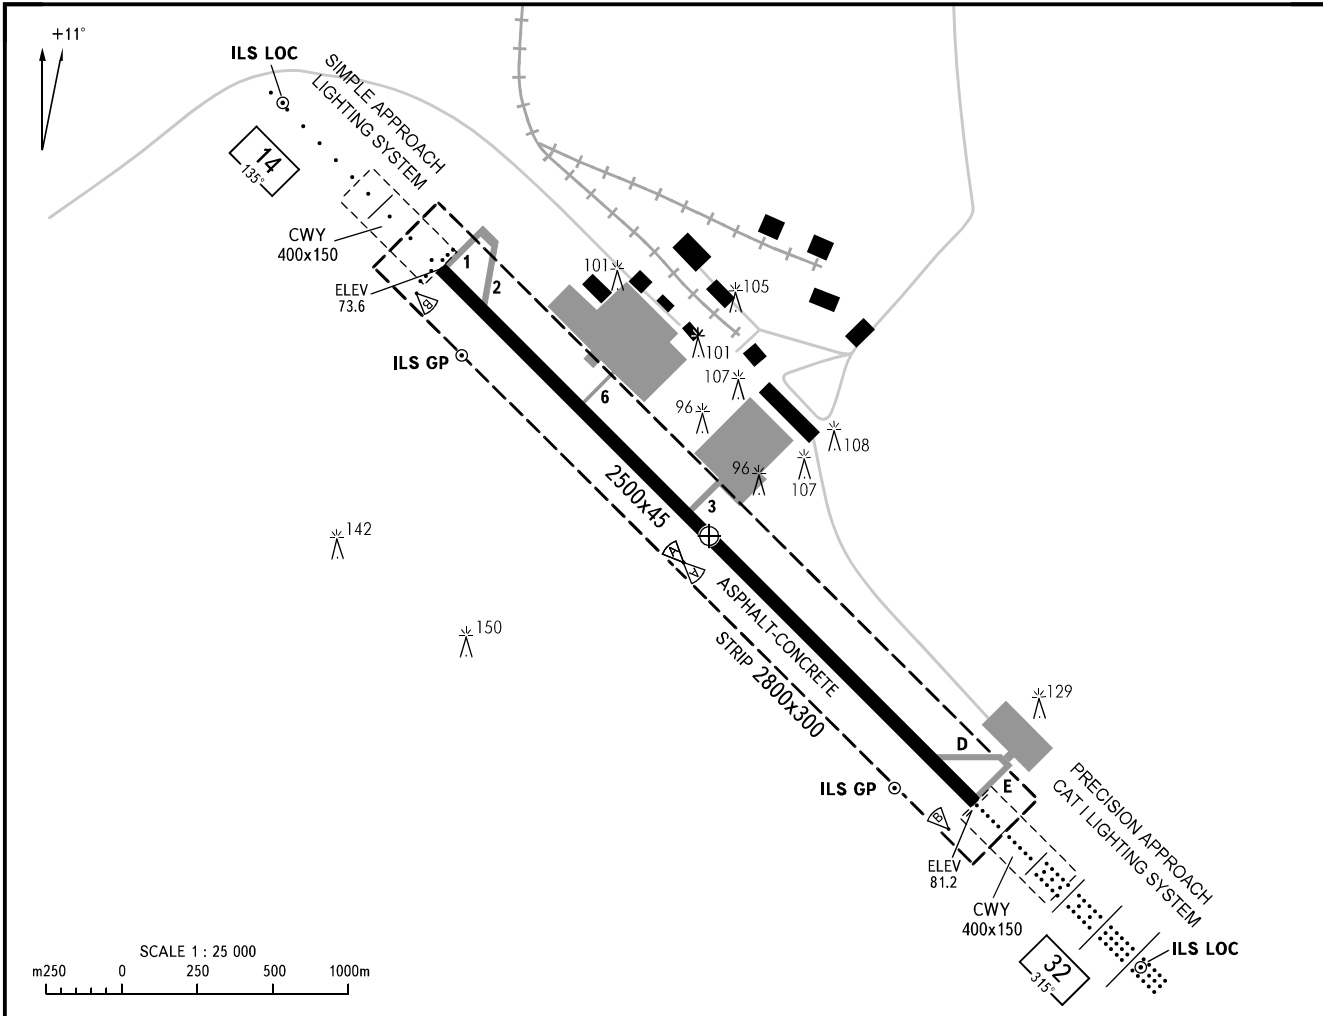 +11°
ILS LOC
SIMPLE APPROACH
LIGHTING SYSTEM
14
135°
CWY
400x150
ELEV
73.6
1
2
B
ILS GP
101
105
101
107
6
96
108
96
107
3
2500x45
A
A
142
150
ASPHALT-CONCRETE
STRIP 2800x300
129
D
E
ILS GP
B
PRECISION APPROACH
CAT I LIGHTING SYSTEM
ELEV
81.2
CWY
400x150
ILS LOC
32
315°
SCALE 1 : 25 000
m250 0 250 500 1000m